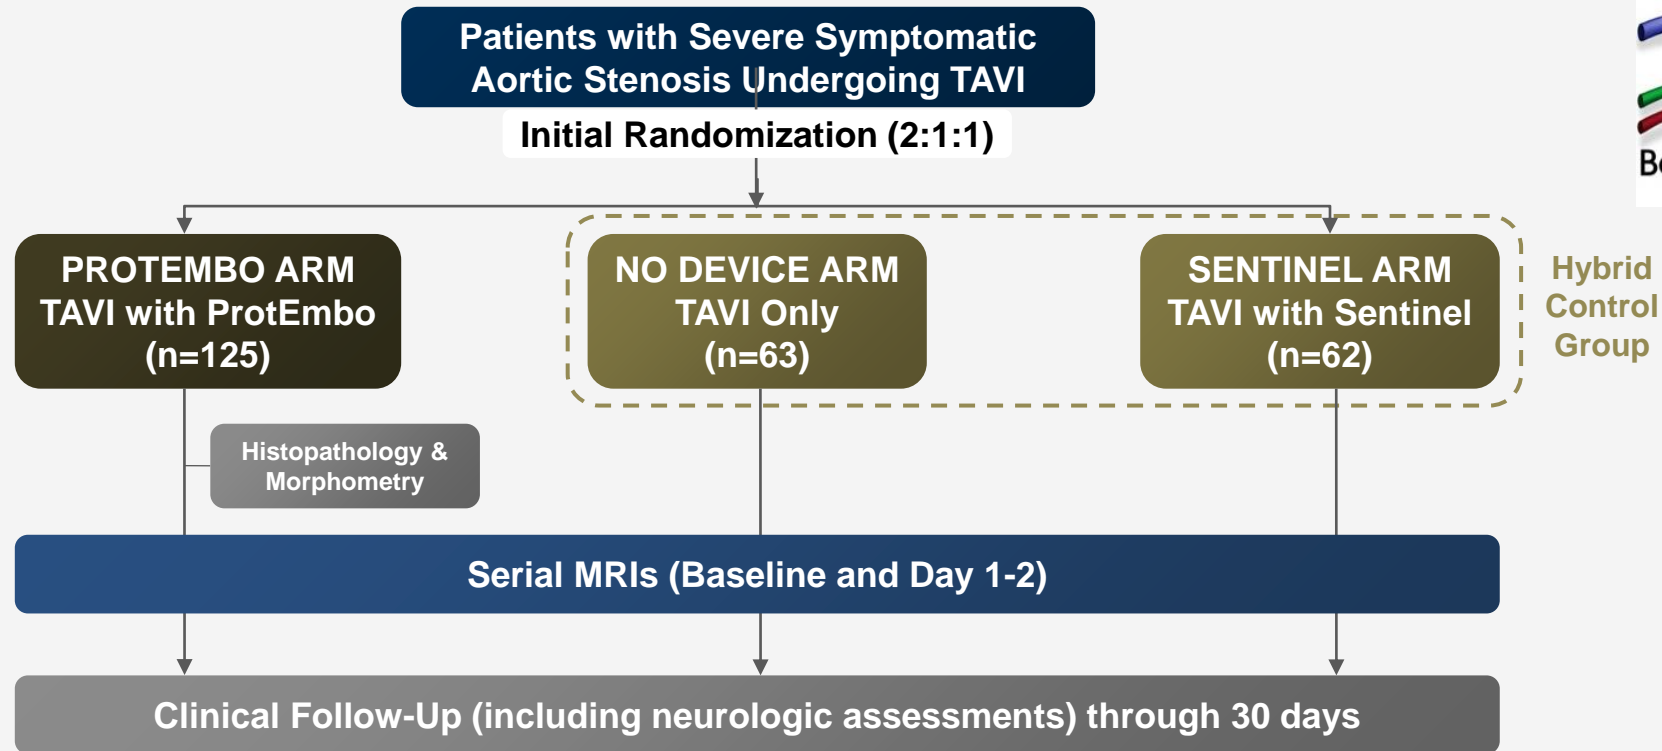 Patients with Severe Symptomatic
Aortic Stenosis Undergoing TAVI
Initial Randomization (2:1:1)
PROTEMBO ARM
TAVI with ProtEmbo
(n=125)
NO DEVICE ARM
TAVI Only
(n=63)
SENTINEL ARM
TAVI with Sentinel
(n=62)
Hybrid
Control
Group
Histopathology &
Morphometry
Serial MRIs (Baseline and Day 1-2)
Clinical Follow-Up (including neurologic assessments) through 30 days